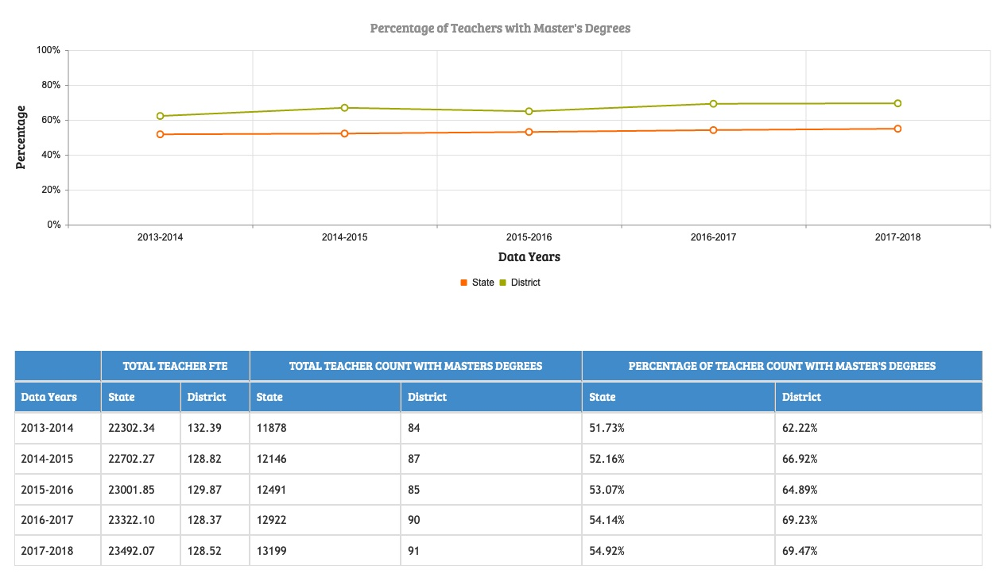 Percentage of Teachers with Master's Degrees
100%
80%
60%
40%
20%
0%
Percentage
2013-2014 2014-2015 2015-2016 2016-2017 2017-2018
Data Years
State District
TOTAL TEACHER FTE TOTAL TEACHER COUNT WITH MASTERS DEGREES PERCENTAGE OF TEACHER COUNT WITH MASTER'S DEGREES
Data Years State District State District State District
2013-2014 22302.34 132.39 11878 84 51.73% 62.22%
2014-2015 22702.27 128.82 12146 87 52.16% 66.92%
2015-2016 23001.85 129.87 12491 85 53.07% 64.89%
2016-2017 23322.10 128.37 12922 90 54.14% 69.23%
2017-2018 23492.07 128.52 13199 91 54.92% 69.47%